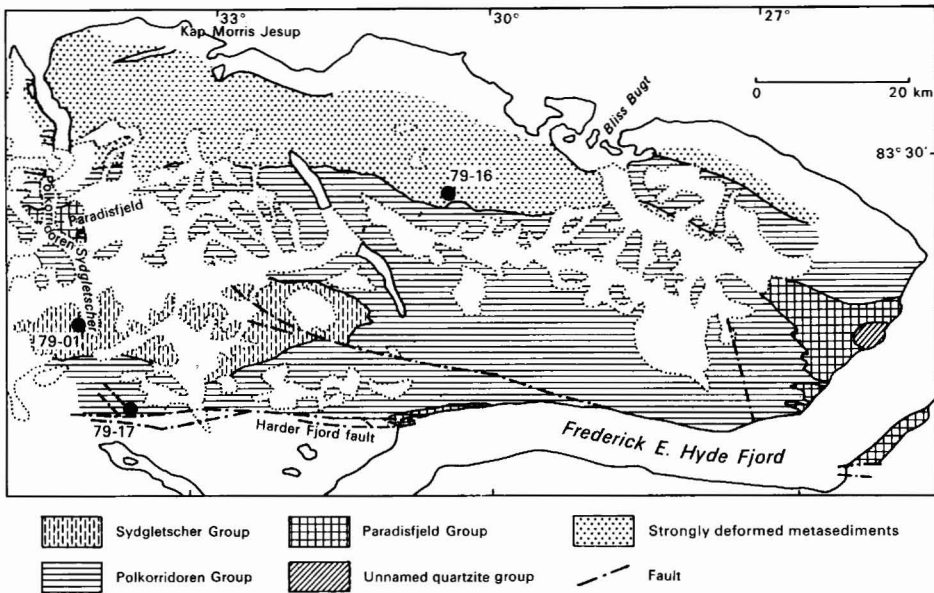 33°
30°
27°
Kap Morris Jesup
Bliss Bugt
0
20 km
83° 30'
79-16
Polkorridoren
Paradisfjeld
Sydgletscher
79-01
79-17
Harder Fjord fault
Frederick E. Hyde Fjord
Sydgletscher Group
Paradisfjeld Group
Strongly deformed metasediments
Polkorridoren Group
Unnamed quartzite group
Fault